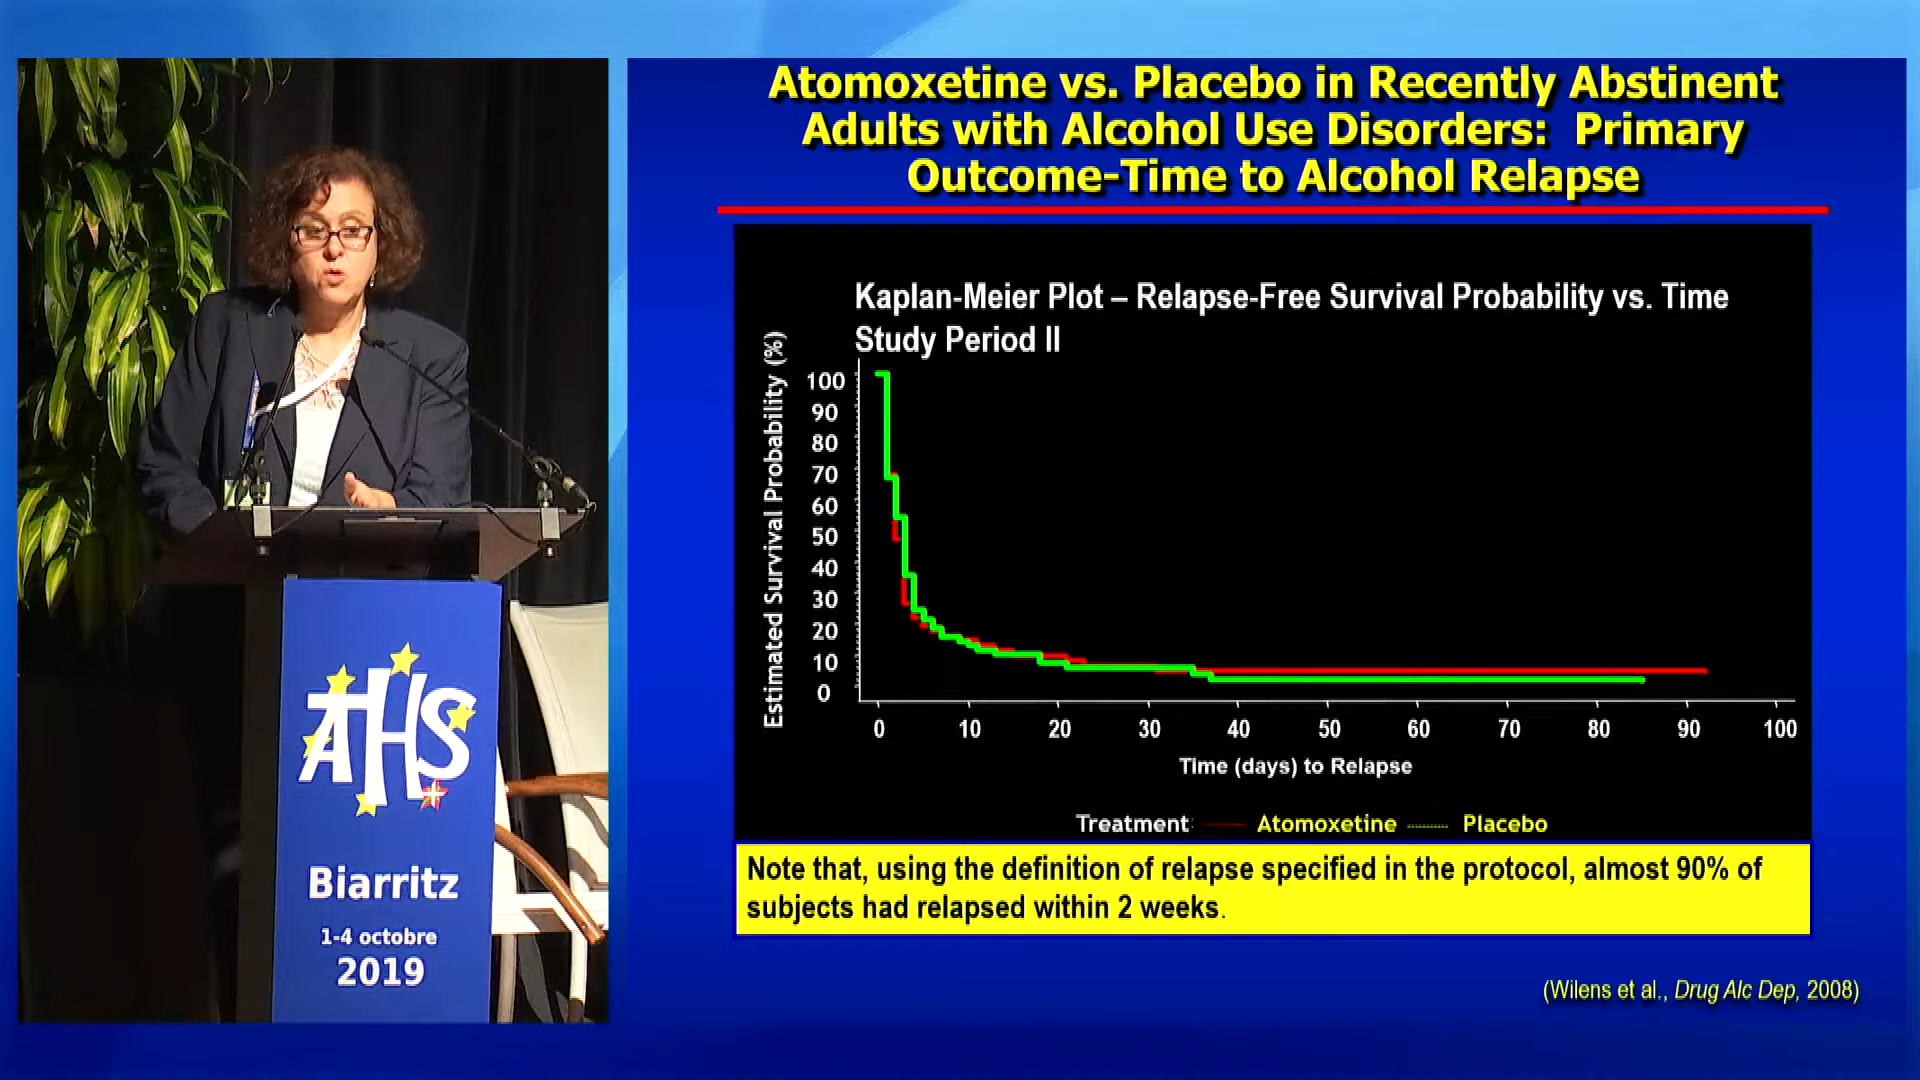 Atomoxetine vs. Placebo in Recently Abstinent
Adults with Alcohol Use Disorders: Primary
Outcome-Time to Alcohol Relapse
Kaplan-Meier Plot – Relapse-Free Survival Probability vs. Time
Study Period II
Estimated Survival Probability (%)
100
90
80
70
60
50
40
30
20
10
0
0 10 20 30 40 50 60 70 80 90 100
Time (days) to Relapse
Treatment: Atomoxetine Placebo
Note that, using the definition of relapse specified in the protocol, almost 90% of
subjects had relapsed within 2 weeks.
(Wilens et al., Drug Alc Dep, 2008)
AHS
Biarritz
1-4 octobre
2019